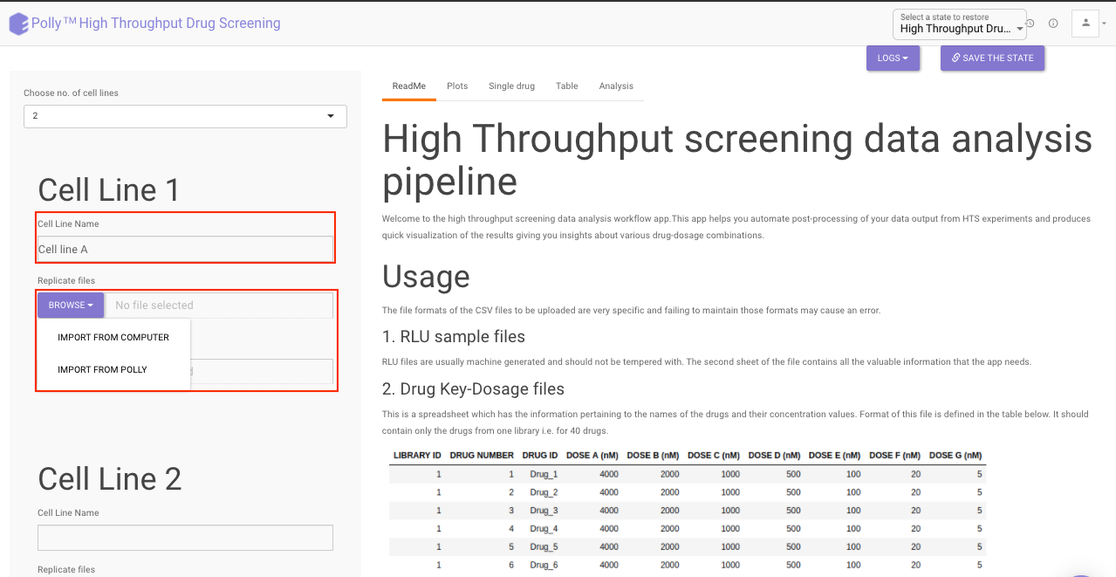 Polly™High Throughput Drug Screening
Select a state to restore
High Throughput Dru...
LOGS
SAVE THE STATE
Choose no. of cell lines
2
Cell Line 1
Cell Line Name
Cell line A
Replicate files
BROWSE
No file selected
IMPORT FROM COMPUTER
IMPORT FROM POLLY
Cell Line 2
Cell Line Name
Replicate files
ReadMe Plots Single drug Table Analysis
High Throughput screening data analysis
pipeline
Welcome to the high throughput screening data analysis workflow app.This app helps you automate post-processing of your data output from HTS experiments and produces
quick visualization of the results giving you insights about various drug-dosage combinations.
Usage
The file formats of the CSV files to be uploaded are very specific and failing to maintain those formats may cause an error.
1. RLU sample files
RLU files are usually machine generated and should not be tempered with. The second sheet of the file contains all the valuable information that the app needs.
2. Drug Key-Dosage files
This is a spreadsheet which has the information pertaining to the names of the drugs and their concentration values. Format of this file is defined in the table below. It should
contain only the drugs from one library i.e. for 40 drugs.
LIBRARY ID DRUG NUMBER DRUG ID DOSE A (nM) DOSE B (nM) DOSE C (nM) DOSE D (nM) DOSE E (nM) DOSE F (nM) DOSE G (nM)
1 1 Drug_1 4000 2000 1000 500 100 20 5
1 2 Drug_2 4000 2000 1000 500 100 20 5
1 3 Drug_3 4000 2000 1000 500 100 20 5
1 4 Drug_4 4000 2000 1000 500 100 20 5
1 5 Drug_5 4000 2000 1000 500 100 20 5
1 6 Drug_6 4000 2000 1000 500 100 20 5